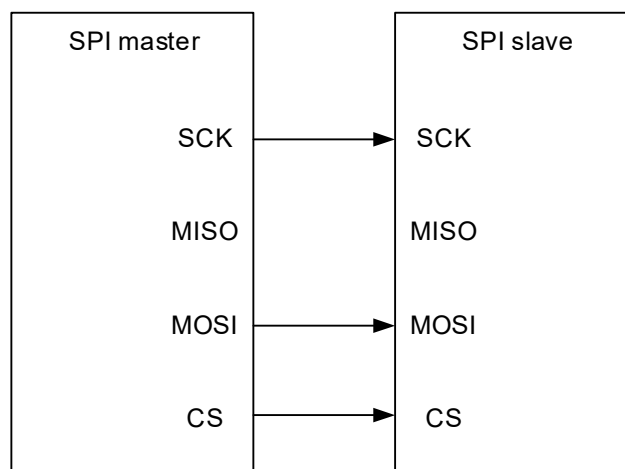 SPI master
SPI slave
SCK
SCK
MISO
MISO
MOSI
MOSI
CS
CS